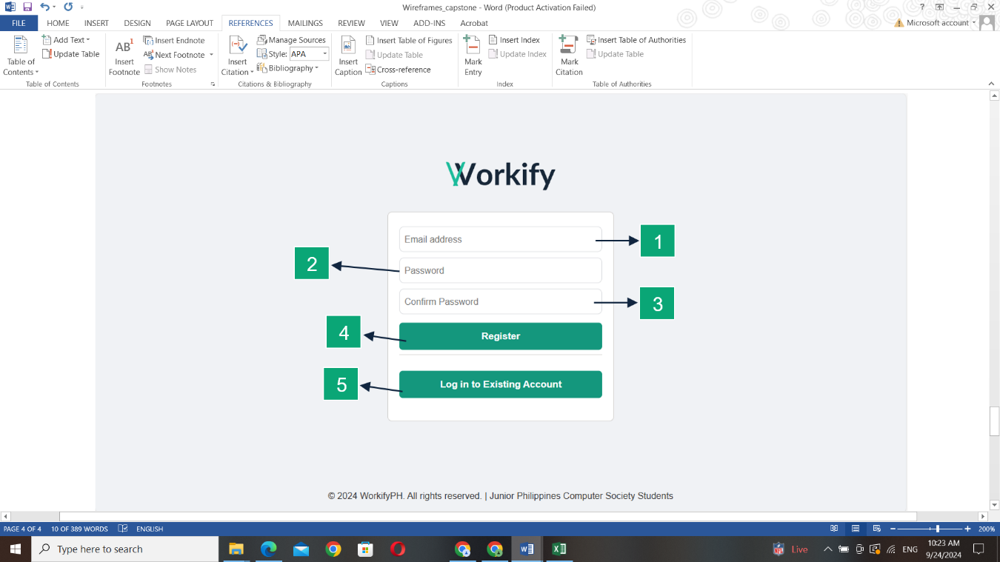 Wireframes_capstone - Word (Product Activation Failed)
FILE HOME INSERT DESIGN PAGE LAYOUT REFERENCES MAILINGS REVIEW VIEW ADD-INS Acrobat Microsoft account
Table of Contents
Add Text
Update Table
Table of Contents
AB1
Insert Footnote
Insert Endnote
Next Footnote
Show Notes
Footnotes
Insert Citation
Manage Sources
Style: APA
Bibliography
Citations & Bibliography
Insert Caption
Insert Table of Figures
Update Table
Cross-reference
Captions
Mark Entry
Insert Index
Update Index
Index
Mark Citation
Insert Table of Authorities
Update Table
Table of Authorities
Workify
Email address
1
2
Password
Confirm Password
3
4
Register
5
Log in to Existing Account
© 2024 WorkifyPH. All rights reserved. | Junior Philippines Computer Society Students
PAGE 4 OF 4 10 OF 389 WORDS ENGLISH 200%
Type here to search
Live
ENG
10:23 AM
9/24/2024